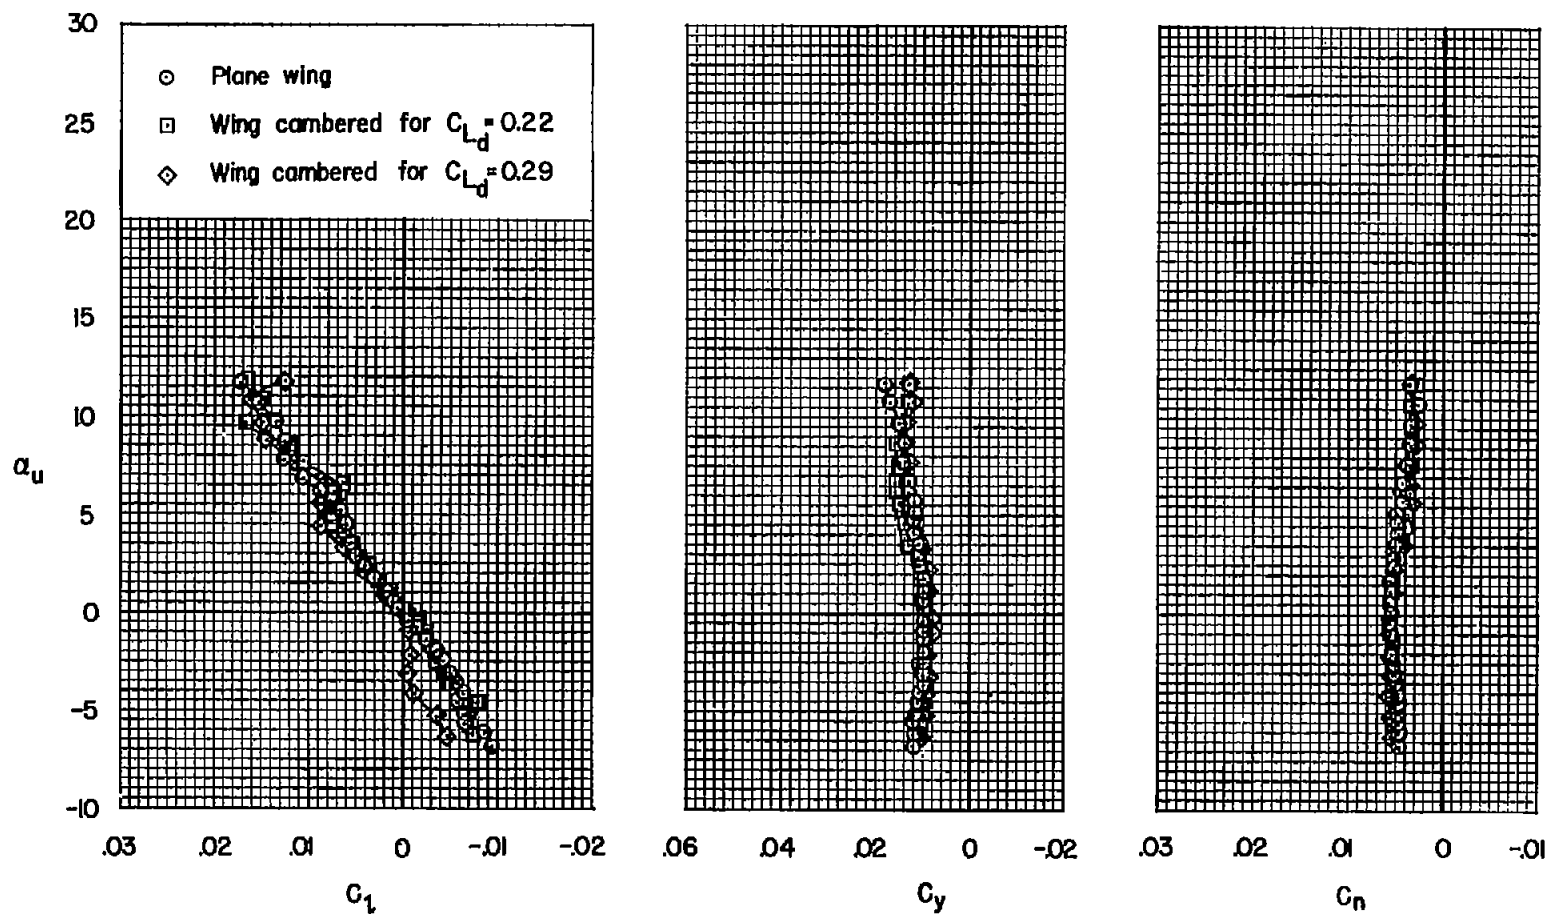 30
25
20
15
10
5
0
-5
-10
α_u
Plane wing
Wing cambered for C_L_d = 0.22
Wing cambered for C_L_d = 0.29
.03 .02 .01 0 -.01 -.02
C_l
.06 .04 .02 0 -.02
C_y
.03 .02 .01 0 -.01
C_n